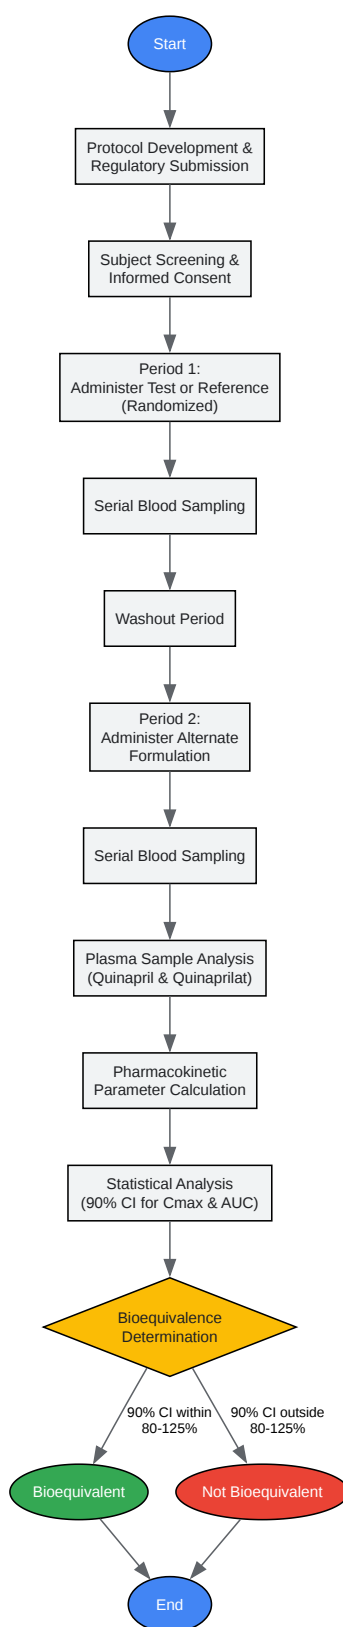 Start
Protocol Development &
Regulatory Submission
Subject Screening &
Informed Consent
Period 1:
Administer Test or Reference
(Randomized)
Serial Blood Sampling
Washout Period
Period 2:
Administer Alternate
Formulation
Serial Blood Sampling
Plasma Sample Analysis
(Quinapril & Quinaprilat)
Pharmacokinetic
Parameter Calculation
Statistical Analysis
(90% CI for Cmax & AUC)
Bioequivalence
Determination
90% CI within
80-125%
90% CI outside
80-125%
Bioequivalent
Not Bioequivalent
End